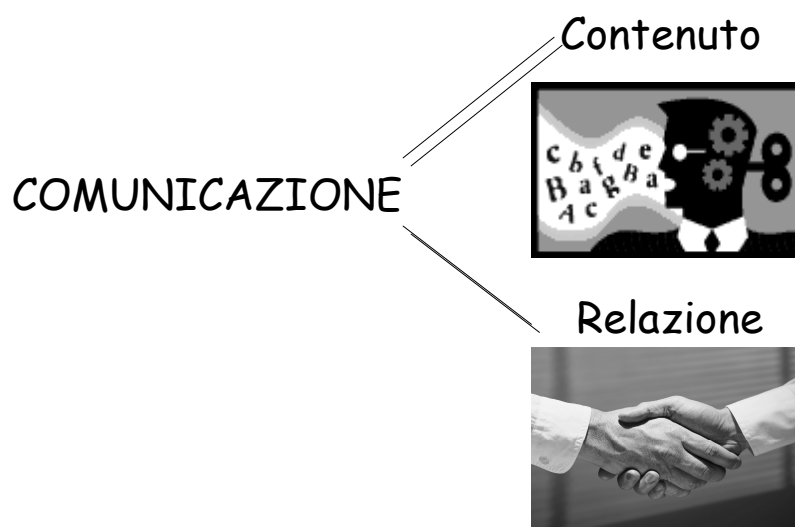 Contenuto
c b f d e
B a g B a
A c
COMUNICAZIONE
Relazione